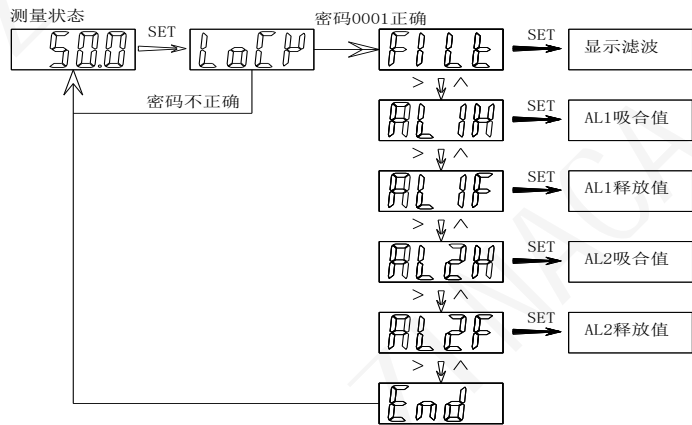 测量状态
50.0
SET
LoCK
密码0001正确
FILt
SET
显示滤波
密码不正确
> ^
AL1H
SET
AL1吸合值
> ^
AL1F
SET
AL1释放值
> ^
AL2H
SET
AL2吸合值
> ^
AL2F
SET
AL2释放值
> ^
End